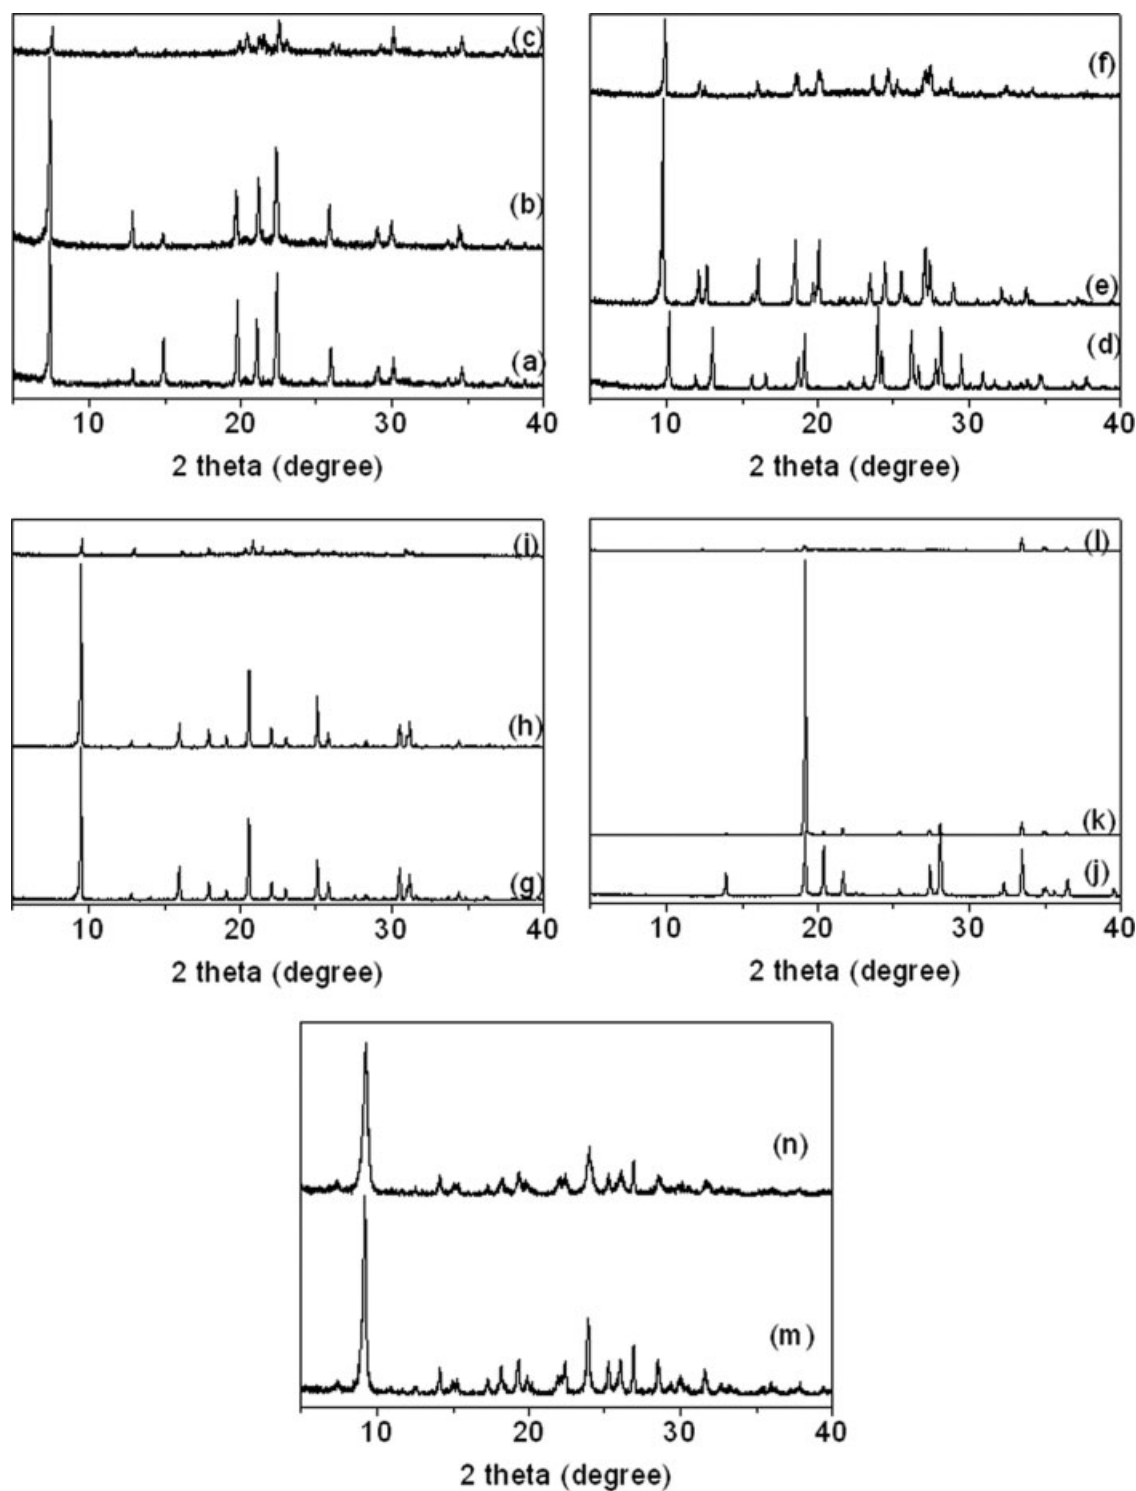 (c)
(b)
(a)
10 20 30 40
2 theta (degree)
(f)
(e)
(d)
10 20 30 40
2 theta (degree)
(i)
(h)
(g)
10 20 30 40
2 theta (degree)
(l)
(k)
(j)
10 20 30 40
2 theta (degree)
(n)
(m)
10 20 30 40
2 theta (degree)